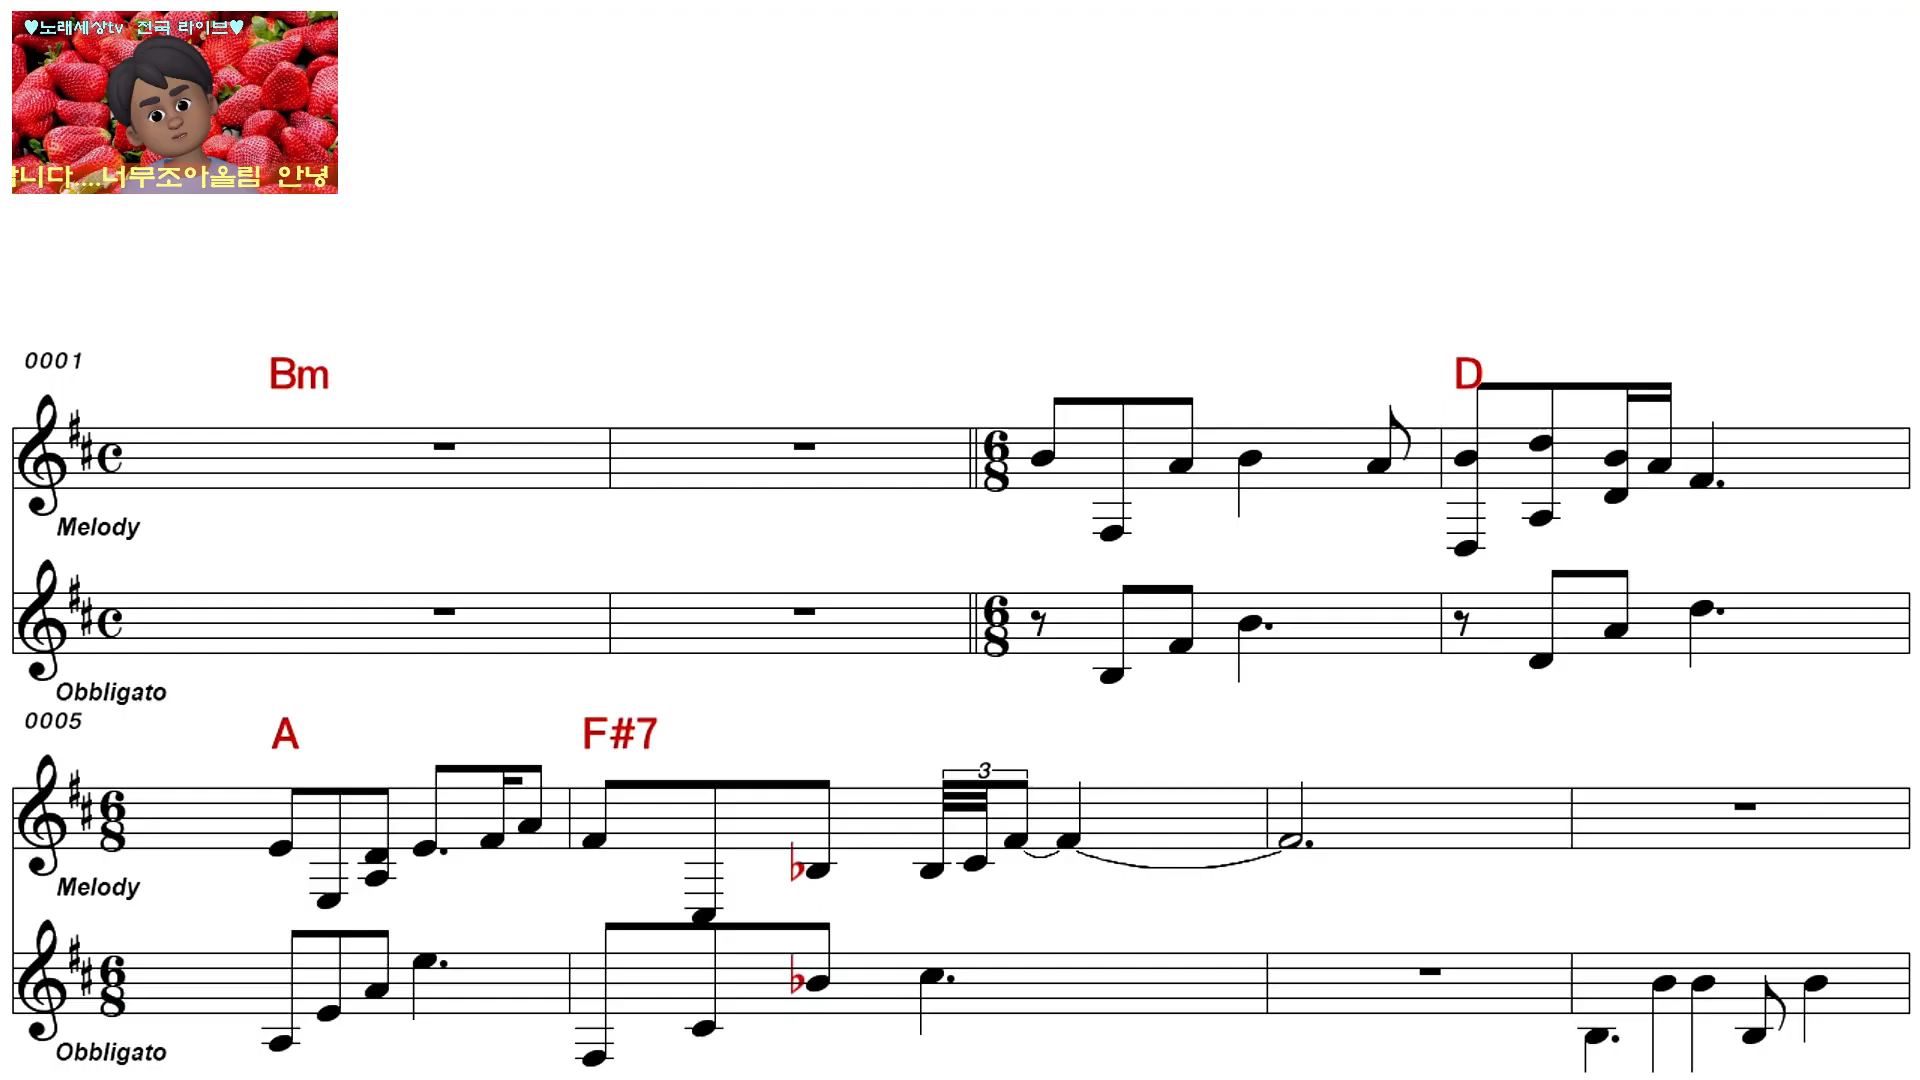 ♥노래세상tv 전국 라이브♥
니다....너무조아올림 안녕
0001
Bm
D
Melody
Obbligato
0005
A
F#7
3
Melody
Obbligato